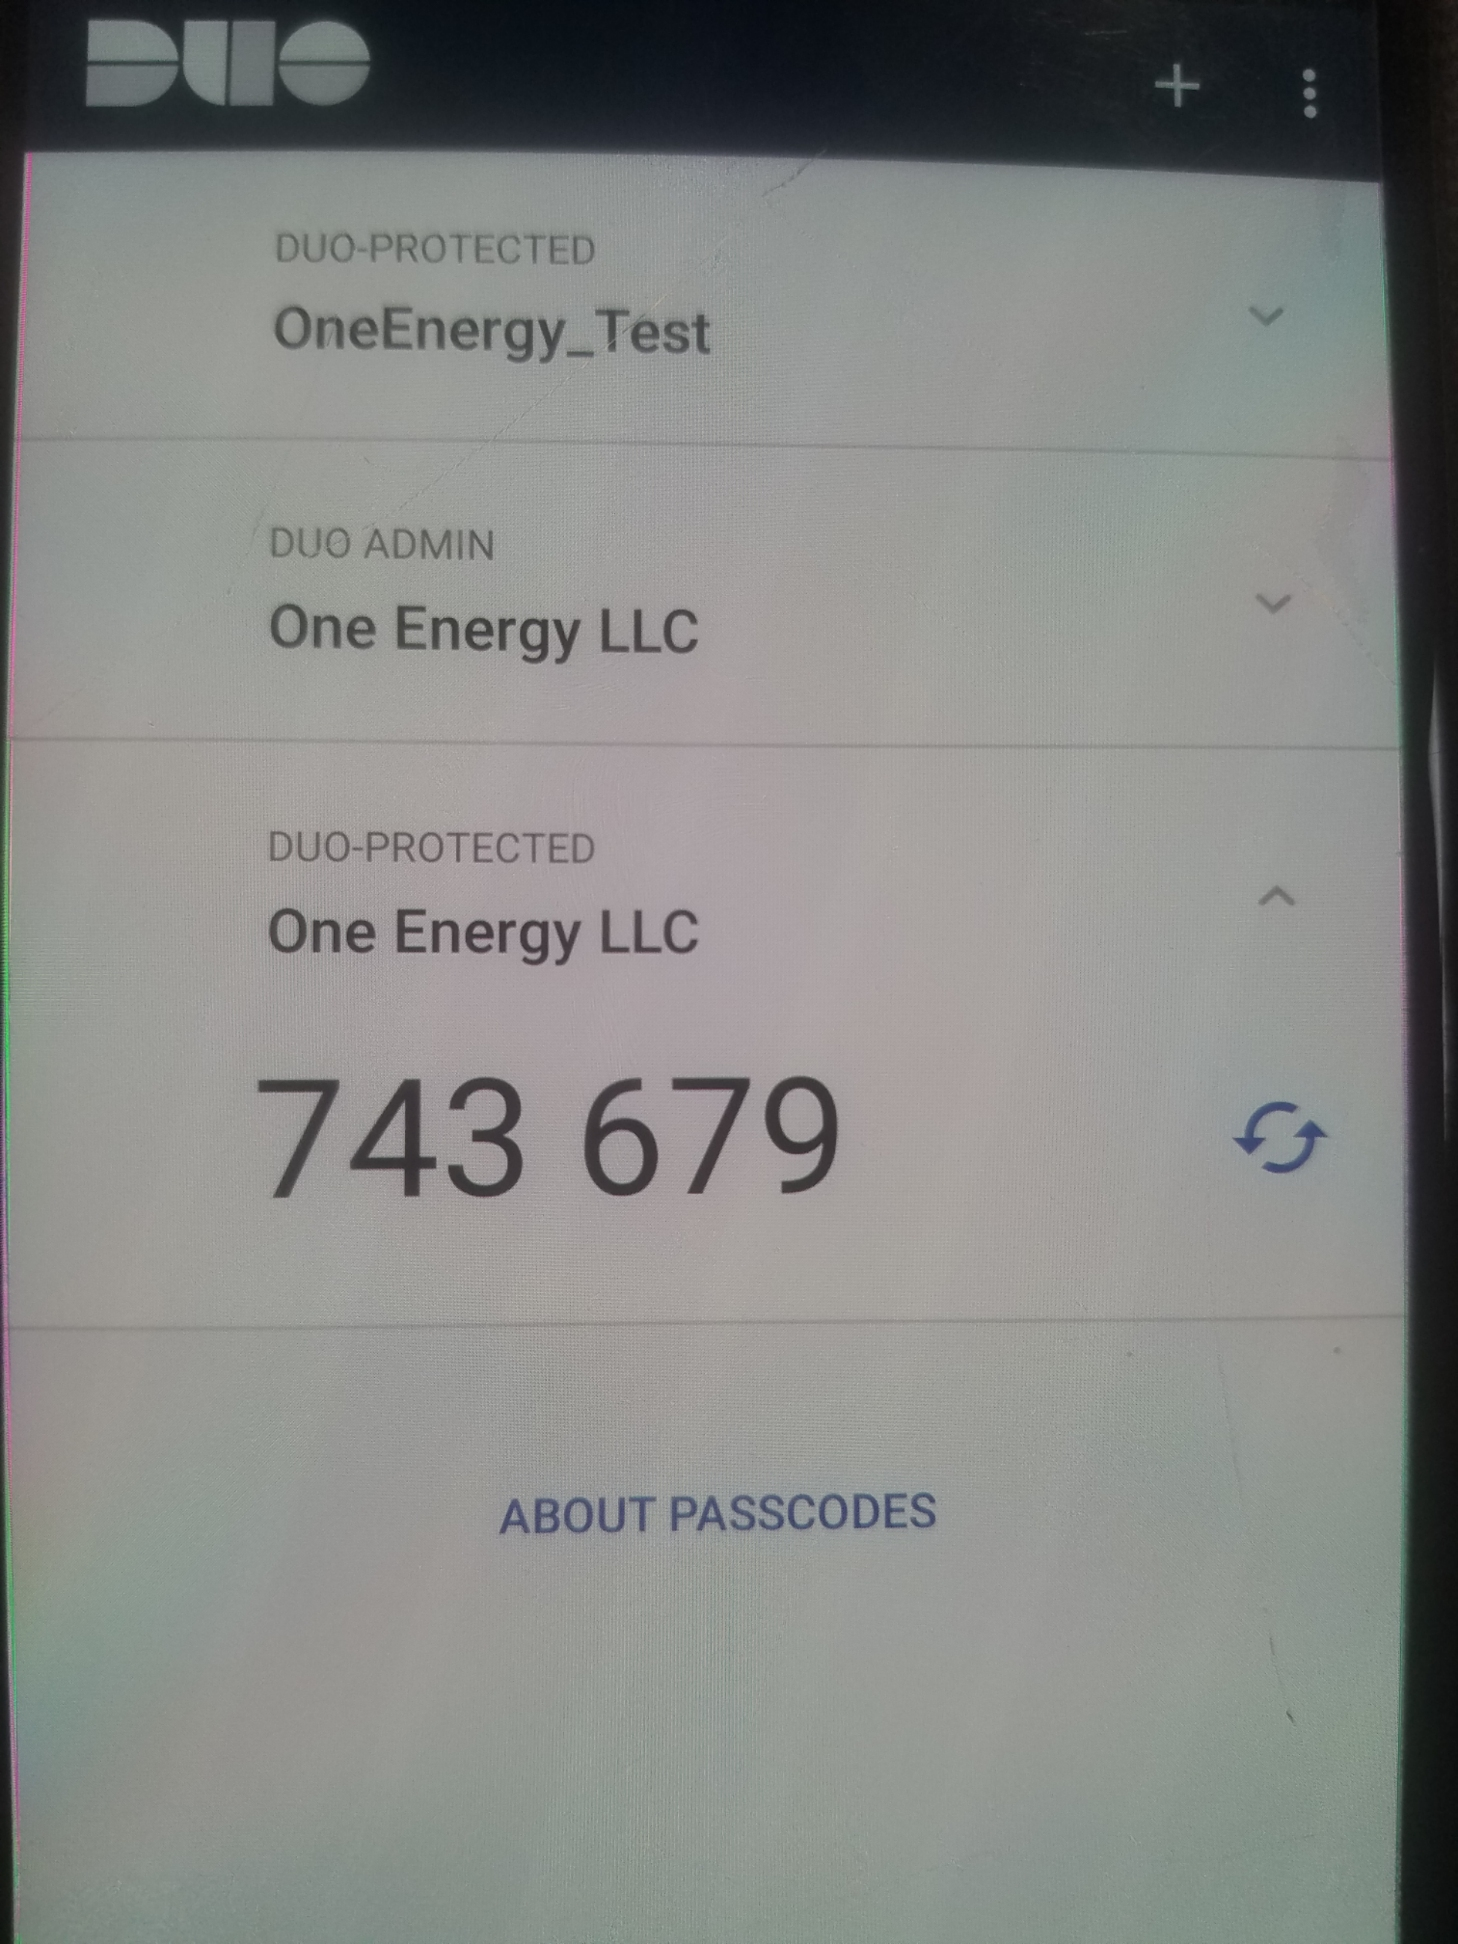 DUO
DUO-PROTECTED
OneEnergy_Test
DUO ADMIN
One Energy LLC
DUO-PROTECTED
One Energy LLC
743 679
ABOUT PASSCODES